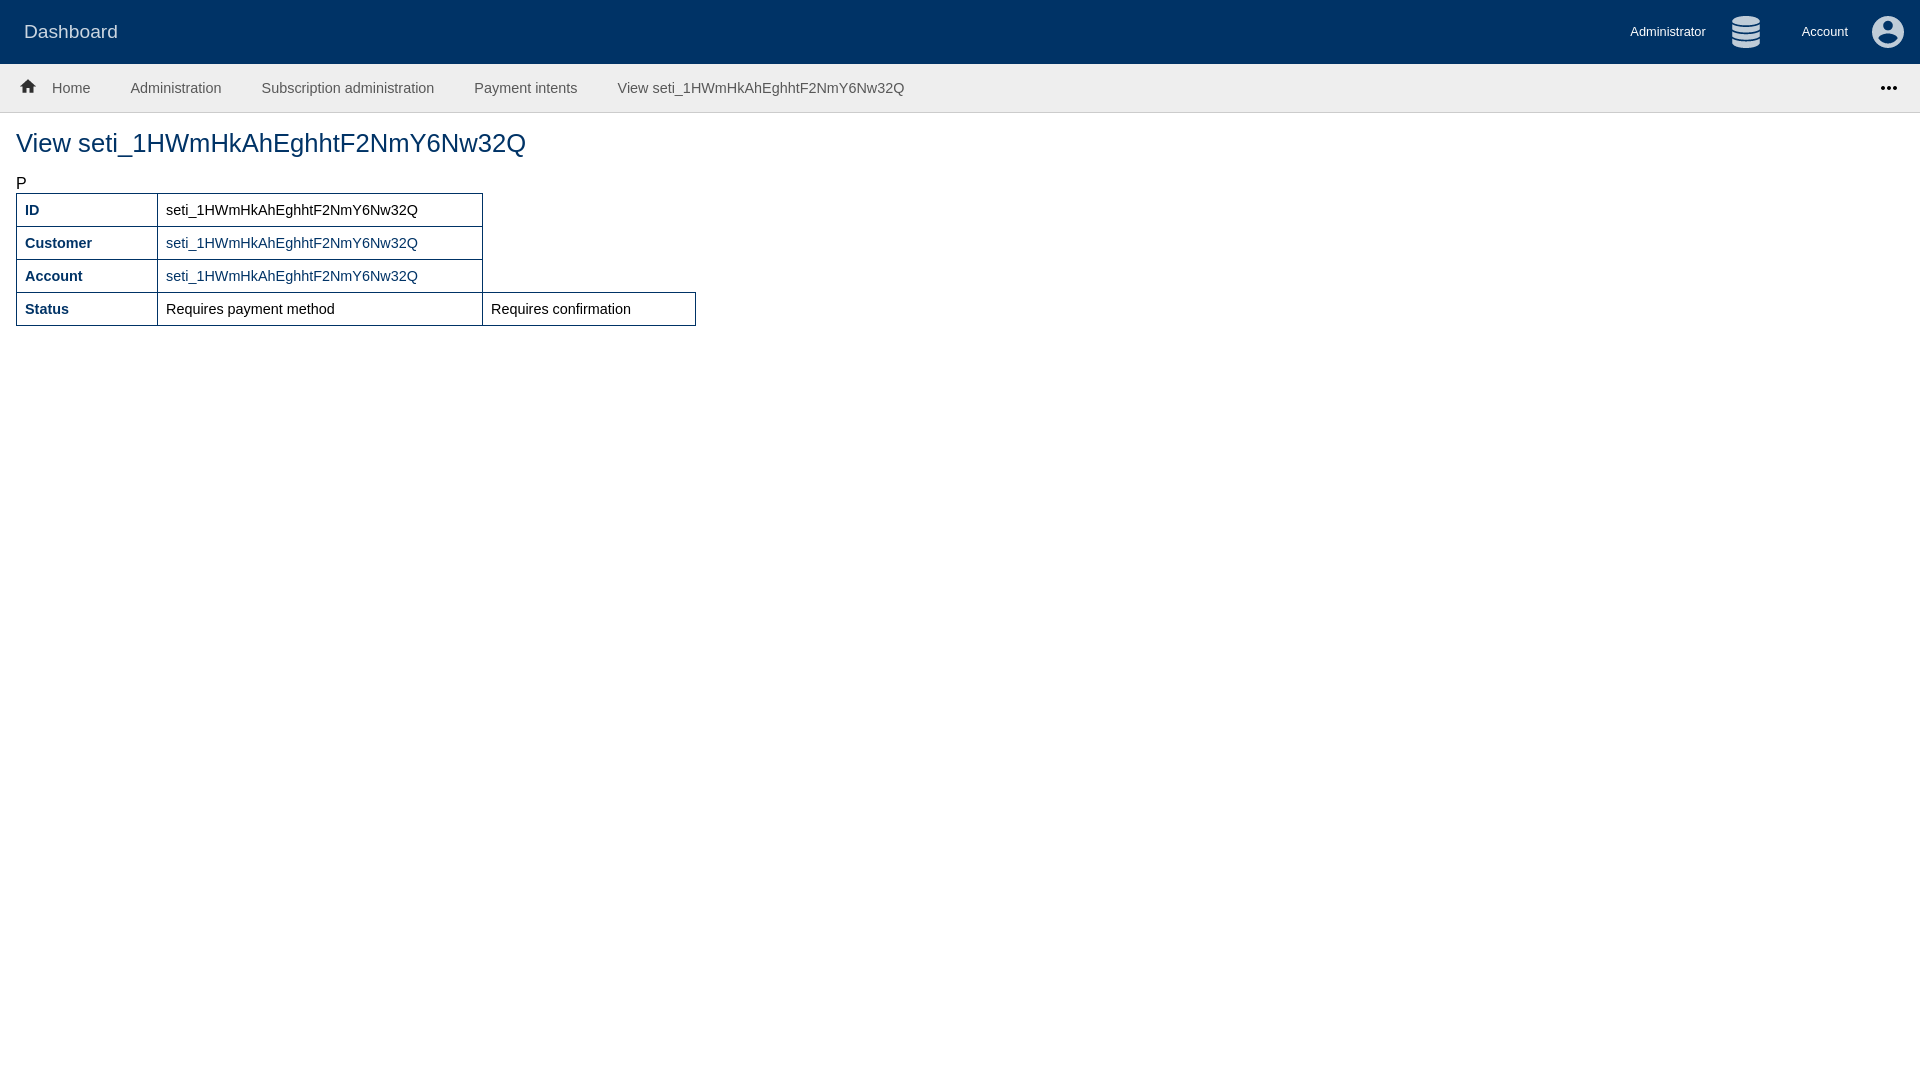 Dashboard
Administrator
Account
Home
Administration
Subscription administration
Payment intents
View seti_1HWmHkAhEghhtF2NmY6Nw32Q
View seti_1HWmHkAhEghhtF2NmY6Nw32Q
P
ID seti_1HWmHkAhEghhtF2NmY6Nw32Q
Customer seti_1HWmHkAhEghhtF2NmY6Nw32Q
Account seti_1HWmHkAhEghhtF2NmY6Nw32Q
Status Requires payment method Requires confirmation